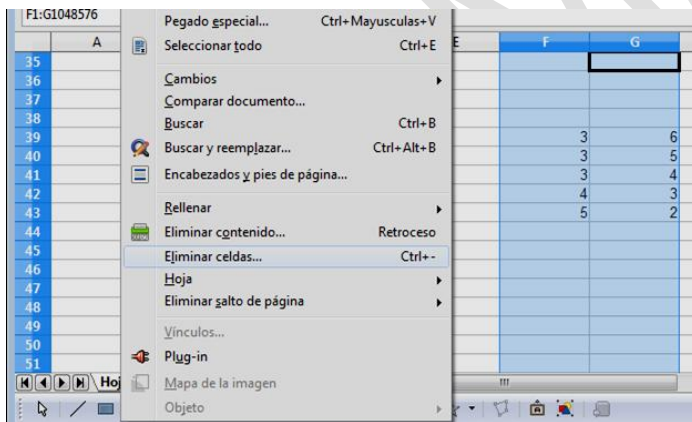 F1:G1048576
Pegado especial... Ctrl+Mayusculas+V
A Seleccionar todo Ctrl+E E F G
35
36 Cambios
37 Comparar documento...
38 Buscar Ctrl+B
39 Buscar y reemplazar... Ctrl+Alt+B 3 6
40 3 5
41 Encabezados y pies de página... 3 4
42 4 3
43 Rellenar 5 2
44 Eliminar contenido... Retroceso
45 Eliminar celdas... Ctrl+-
46 Hoja
47
48 Eliminar salto de página
49 Vínculos...
50 Plug-in
51
Hoj Mapa de la imagen
Objeto